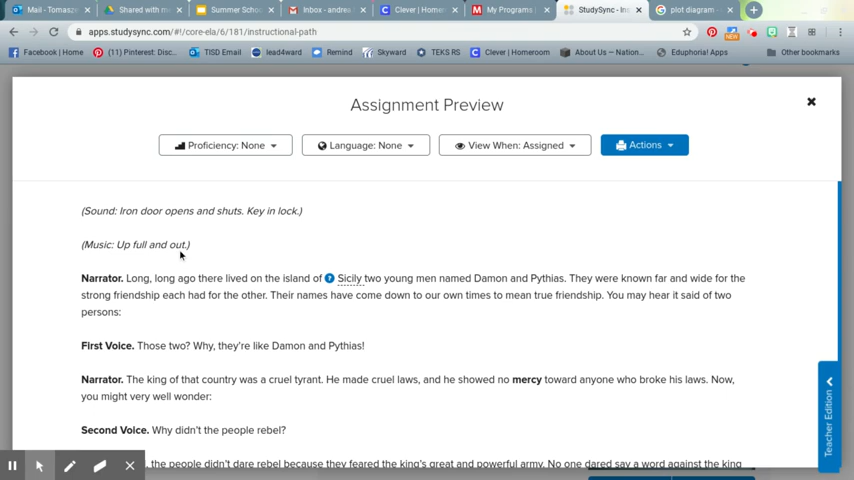 Mail - Tomasz
Shared with m
Summer Schoo
Inbox - andrea
Clever | Home
My Programs |
StudySync - In
plot diagram -
apps.studysync.com/#!/core-ela/6/181/instructional-path
Facebook | Home
(11) Pinterest: Disc...
TISD Email
lead4ward
Remind
Skyward
TEKS RS
Clever | Homeroom
About Us — Nation...
Eduphoria! Apps
Other bookmarks
Assignment Preview
Proficiency: None
Language: None
View When: Assigned
Actions
(Sound: Iron door opens and shuts. Key in lock.)
(Music: Up full and out.)
Narrator. Long, long ago there lived on the island of Sicily two young men named Damon and Pythias. They were known far and wide for the
strong friendship each had for the other. Their names have come down to our own times to mean true friendship. You may hear it said of two
persons:
First Voice. Those two? Why, they're like Damon and Pythias!
Narrator. The king of that country was a cruel tyrant. He made cruel laws, and he showed no mercy toward anyone who broke his laws. Now,
you might very well wonder:
Second Voice. Why didn't the people rebel?
, the people didn't dare rebel because they feared the king's great and powerful army. No one dared say a word against the king
Teacher Edition